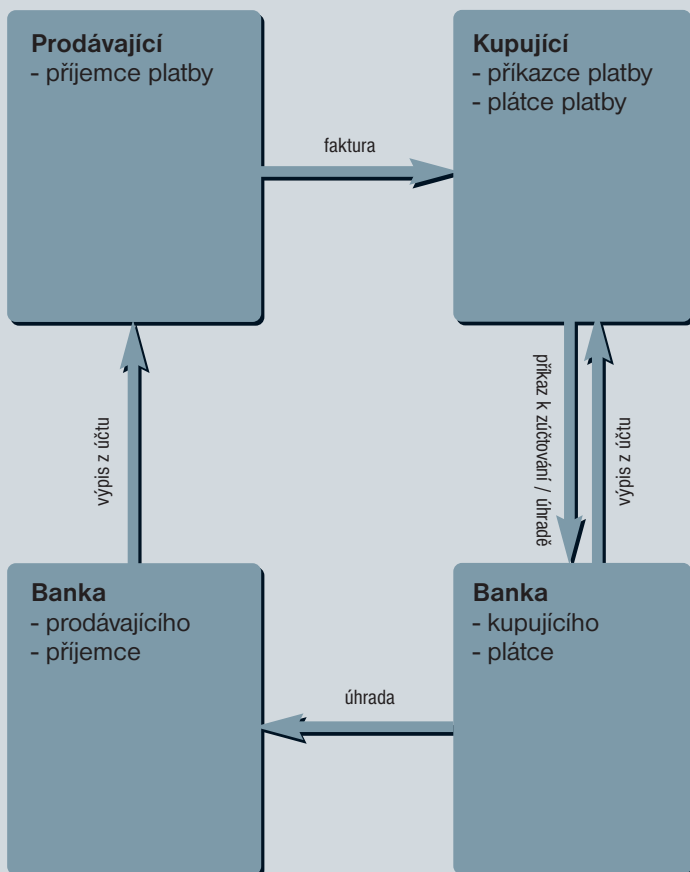 Prodávající
- příjemce platby
Kupující
- příkazce platby
- plátce platby
faktura
výpis z účtu
příkaz k zúčtování / úhradě
výpis z účtu
Banka
- prodávajícího
- příjemce
Banka
- kupujícího
- plátce
úhrada